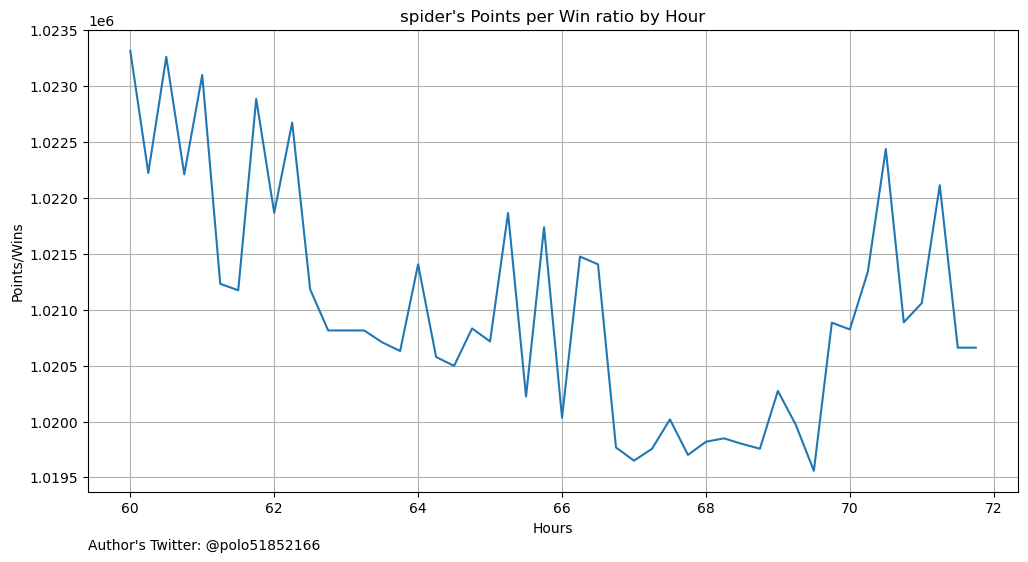 spider's Points per Win ratio by Hour
1e6
1.0235
1.0230
1.0225
1.0220
1.0215
1.0210
1.0205
1.0200
1.0195
Points/Wins
60 62 64 66 68 70 72
Hours
Author's Twitter: @polo51852166